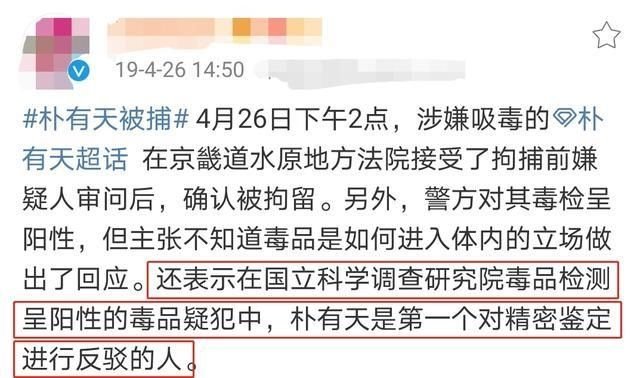 19-4-26 14:50
#朴有天被捕# 4月26日下午2点，涉嫌吸毒的朴
有天超话 在京畿道水原地方法院接受了拘捕前嫌
疑人审问后，确认被拘留。另外，警方对其毒检呈
阳性，但主张不知道毒品是如何进入体内的立场做
出了回应。还表示在国立科学调查研究院毒品检测
呈阳性的毒品疑犯中，朴有天是第一个对精密鉴定
进行反驳的人。